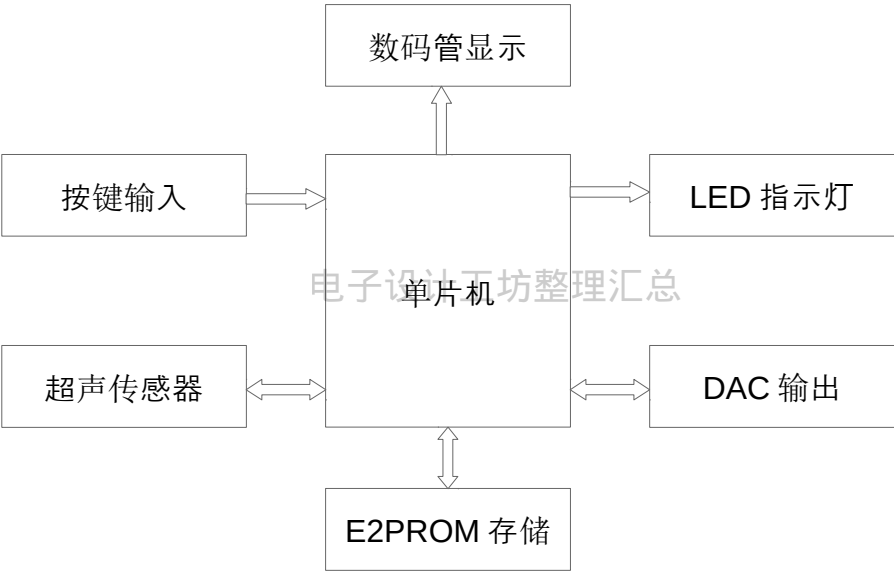 数码管显示
按键输入
LED 指示灯
电子设计工坊整理汇总
单片机
超声传感器
DAC 输出
E2PROM 存储